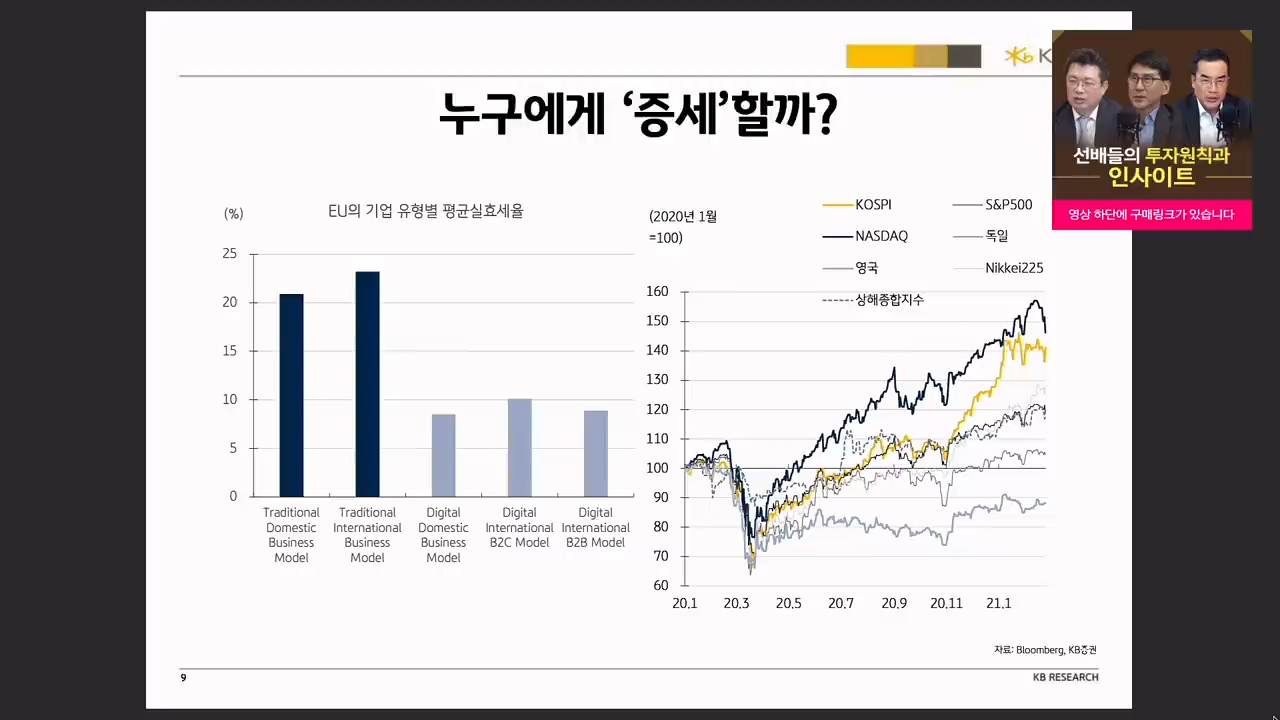 K
누구에게 ‘증세’할까?
선배들의 투자원칙과
인사이트
영상 하단에 구매링크가 있습니다
(%)
EU의 기업 유형별 평균실효세율
25
20
15
10
5
0
Traditional
Domestic
Business
Model
Traditional
International
Business
Model
Digital
Domestic
Business
Model
Digital
International
B2C Model
Digital
International
B2B Model
(2020년 1월
=100)
KOSPI
S&P500
NASDAQ
독일
영국
Nikkei225
상해종합지수
160
150
140
130
120
110
100
90
80
70
60
20.1
20.3
20.5
20.7
20.9
20.11
21.1
자료: Bloomberg, KB증권
9
KB RESEARCH